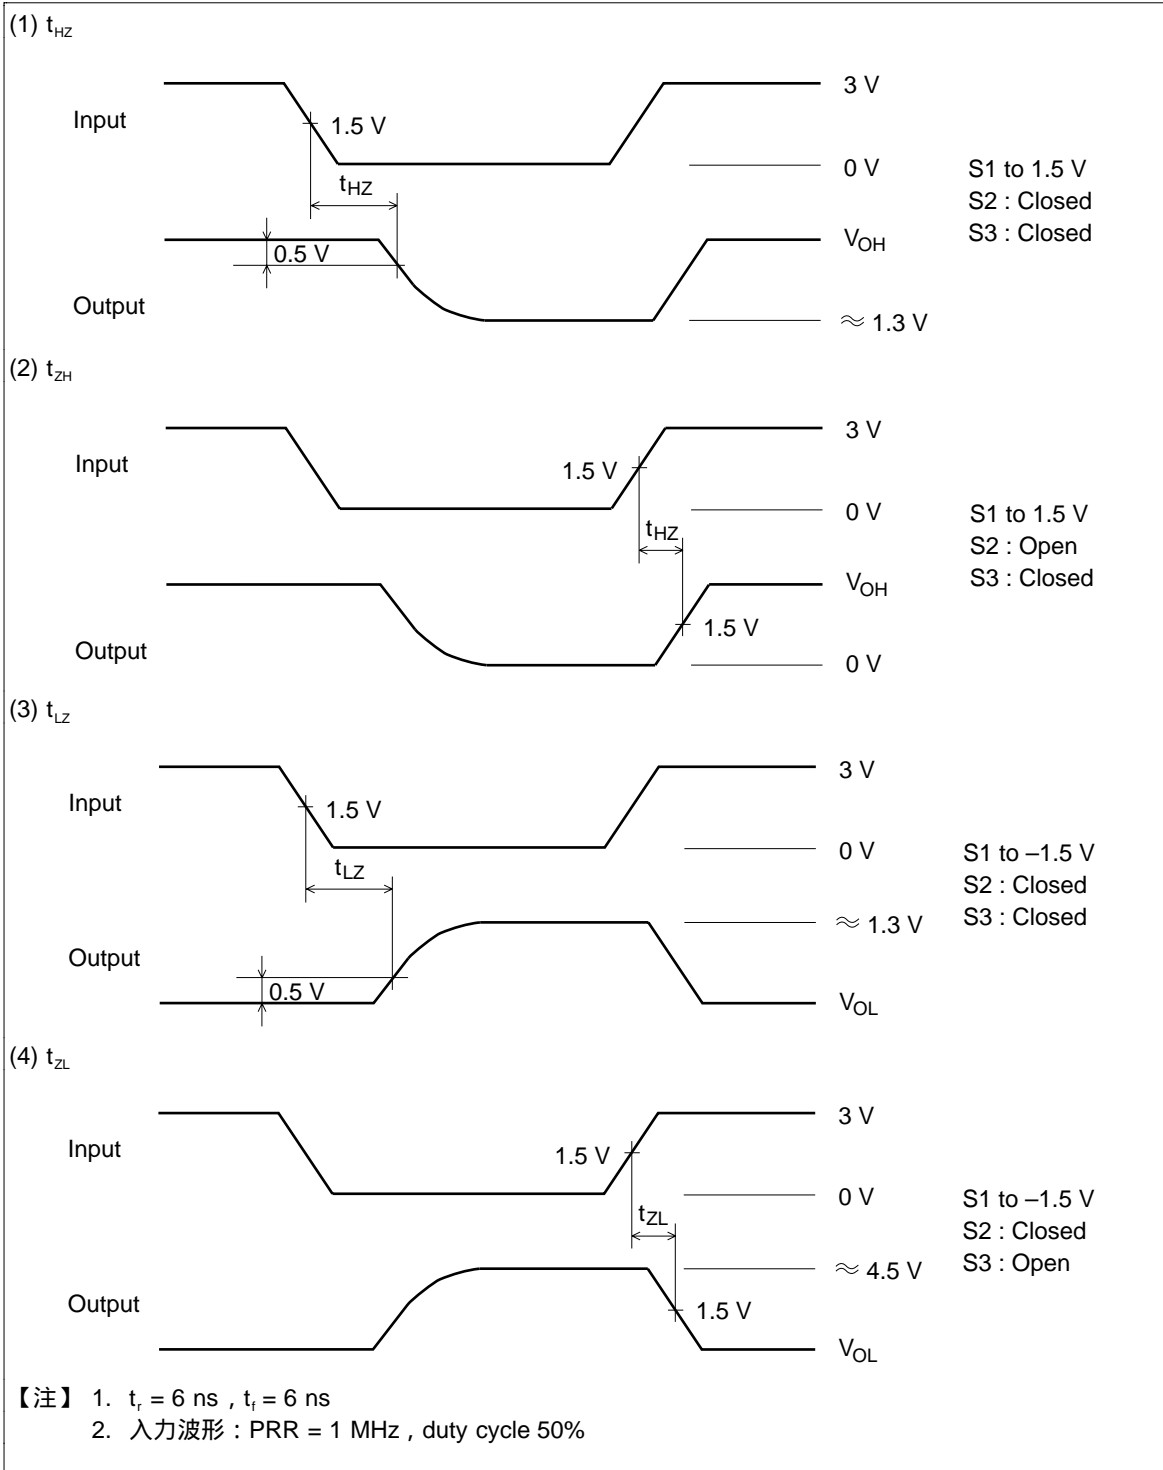 (1) tHZ
3 V
Input
1.5 V
0 V
S1 to 1.5 V
tHZ
S2 : Closed
VOH
S3 : Closed
0.5 V
Output
≈ 1.3 V
(2) tZH
3 V
Input
1.5 V
0 V
S1 to 1.5 V
tHZ
S2 : Open
VOH
S3 : Closed
1.5 V
Output
0 V
(3) tLZ
3 V
Input
1.5 V
0 V
S1 to –1.5 V
tLZ
S2 : Closed
≈ 1.3 V
S3 : Closed
Output
0.5 V
VOL
(4) tZL
3 V
Input
1.5 V
0 V
S1 to –1.5 V
tZL
S2 : Closed
≈ 4.5 V
S3 : Open
Output
1.5 V
VOL
【注】 1. tr = 6 ns , tf = 6 ns
2. 入力波形 : PRR = 1 MHz , duty cycle 50%